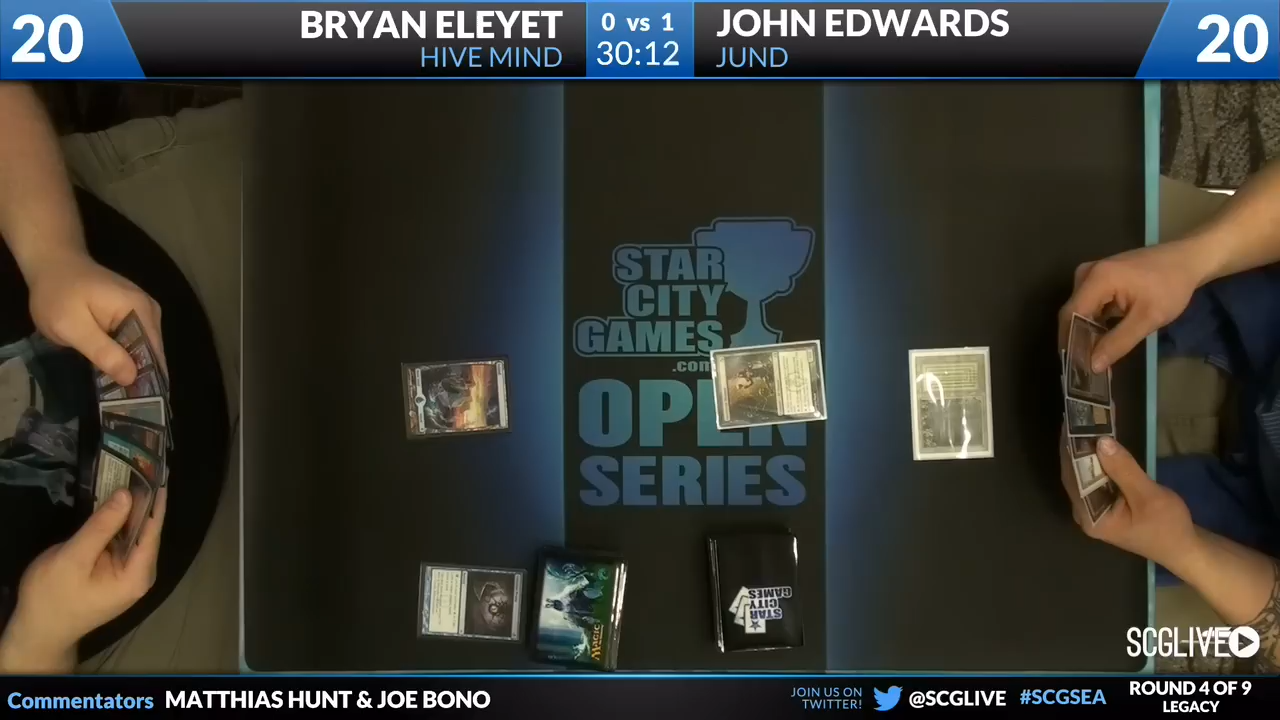 20
BRYAN ELEYET
HIVE MIND
0 vs 1
30:12
JOHN EDWARDS
JUND
20
STAR
CITY
GAMES
.com
OPEN
SERIES
MAGIC
STAR
CITY
GAMES
SCGLIVE
Commentators MATTHIAS HUNT & JOE BONO
JOIN US ON
TWITTER!
@SCGLIVE
#SCGSEA
ROUND 4 OF 9
LEGACY